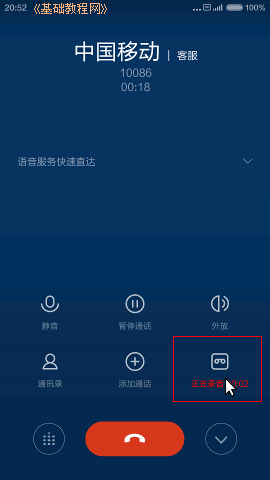 20:52 《基础教程网》 100%
中国移动 | 客服
10086
00:18
语音服务快速直达
静音 暂停通话 外放
通讯录 添加通话 正在录音 00:02